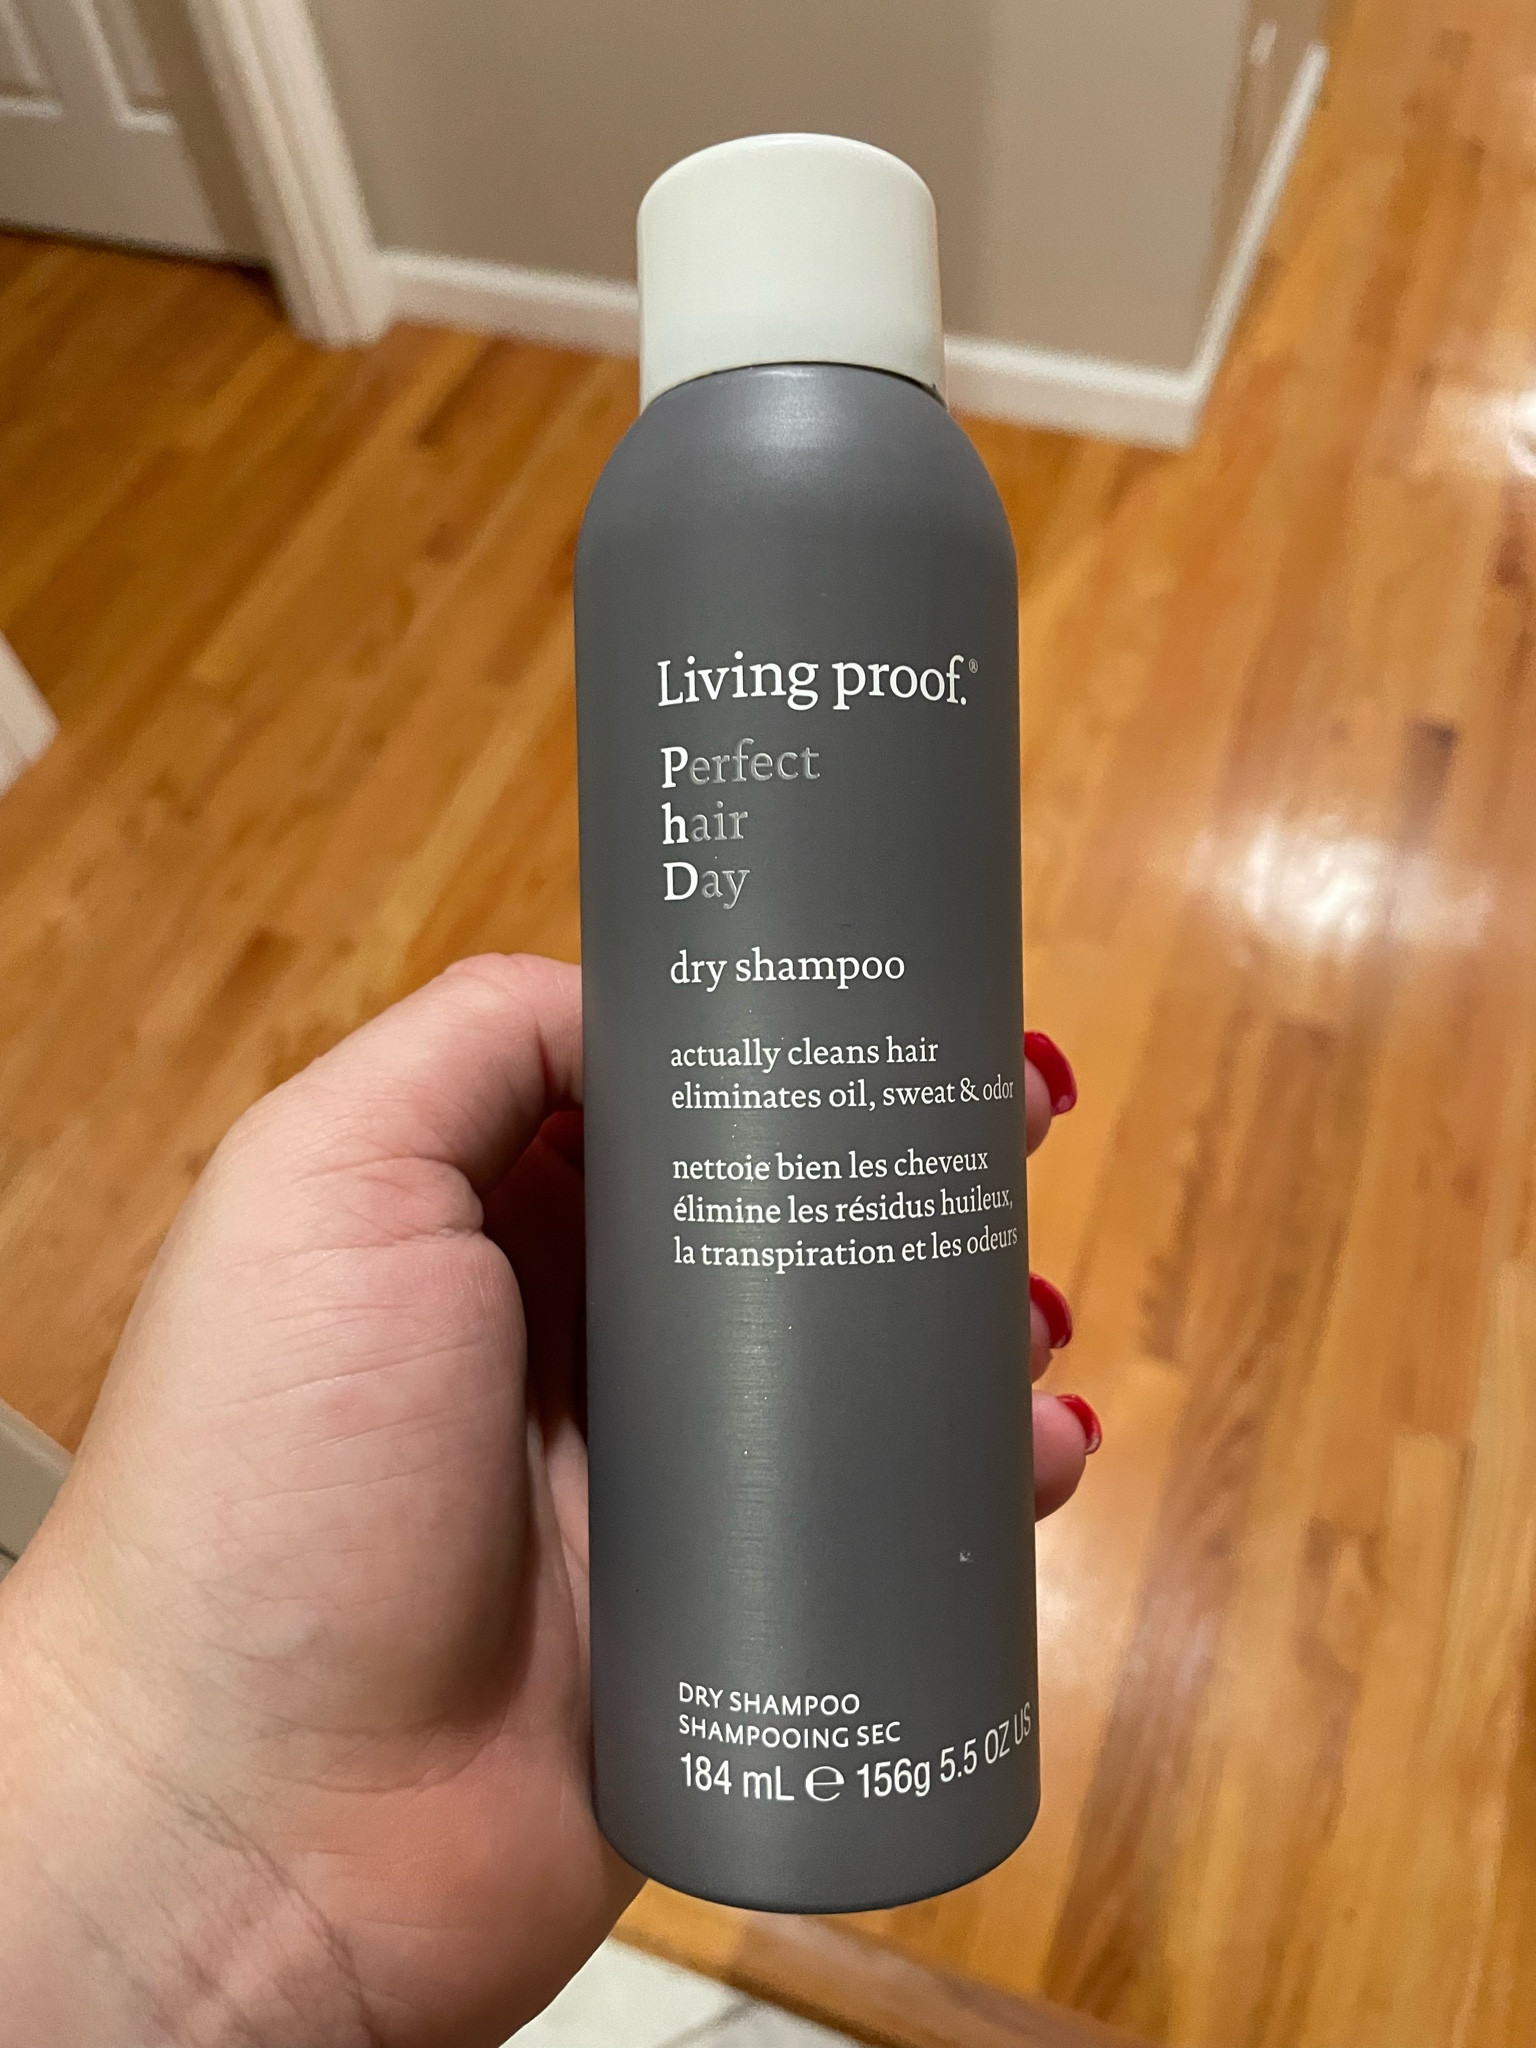 Living proof.®
Perfect
hair
Day
dry shampoo
actually cleans hair
eliminates oil, sweat & odor
nettoie bien les cheveux
élimine les résidus huileux,
la transpiration et les odeurs
DRY SHAMPOO
SHAMPOOING SEC
184 mL ℮ 156g 5.5 OZ US